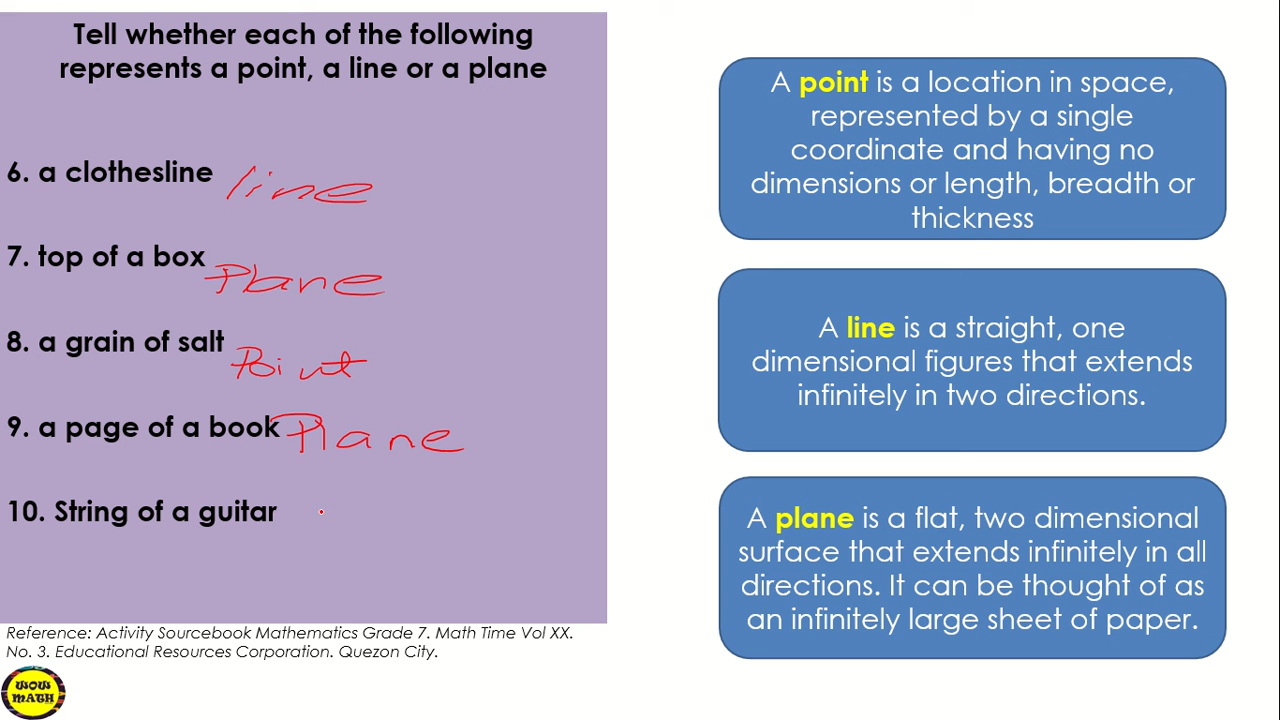 Tell whether each of the following
represents a point, a line or a plane
6. a clothesline line
7. top of a box Plane
8. a grain of salt Point
9. a page of a book Plane
10. String of a guitar
Reference: Activity Sourcebook Mathematics Grade 7. Math Time Vol XX.
No. 3. Educational Resources Corporation. Quezon City.
WOW
MATH
A point is a location in space,
represented by a single
coordinate and having no
dimensions or length, breadth or
thickness
A line is a straight, one
dimensional figures that extends
infinitely in two directions.
A plane is a flat, two dimensional
surface that extends infinitely in all
directions. It can be thought of as
an infinitely large sheet of paper.